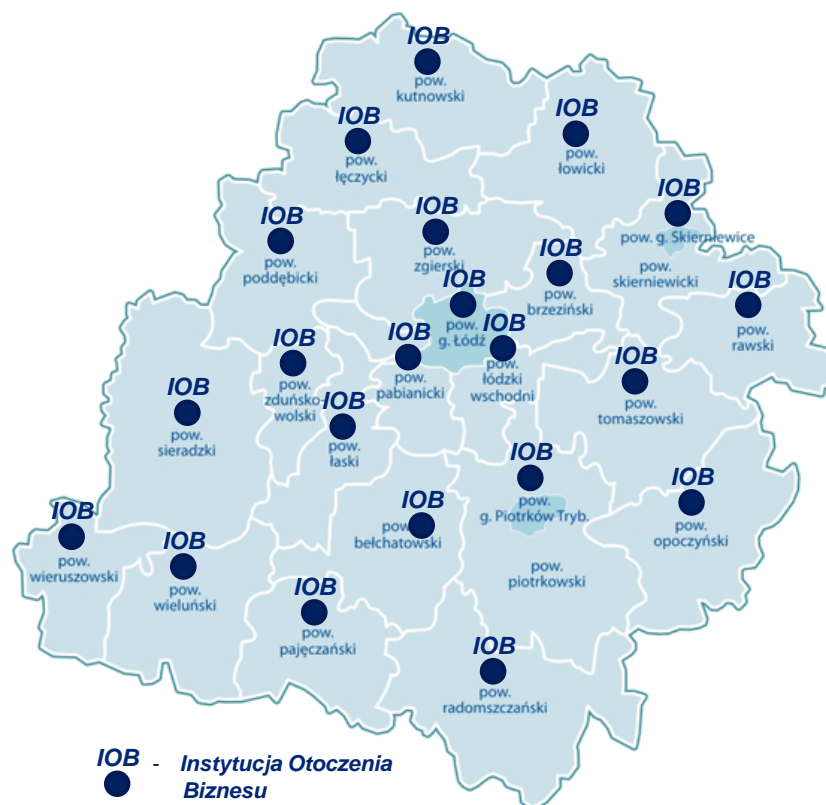 IOB
pow.
kutnowski
IOB
pow.
łęczycki
IOB
pow.
łowicki
IOB
pow. g. Skierniewice
pow.
skierniewicki
IOB
pow.
poddębicki
IOB
pow.
zgierski
IOB
pow.
brzeziński
IOB
pow.
rawski
IOB
pow.
g. Łódź
IOB
pow.
łódzki
wschodni
IOB
pow.
pabianicki
IOB
pow.
zduńsko-
wolski
IOB
pow.
łaski
IOB
pow.
sieradzki
IOB
pow.
tomaszowski
IOB
pow.
g. Piotrków Tryb.
pow.
piotrkowski
IOB
pow.
opoczyński
IOB
pow.
bełchatowski
IOB
pow.
wieruszowski
IOB
pow.
wieluński
IOB
pow.
pajęczański
IOB
pow.
radomszczański
IOB - Instytucja Otoczenia
Biznesu